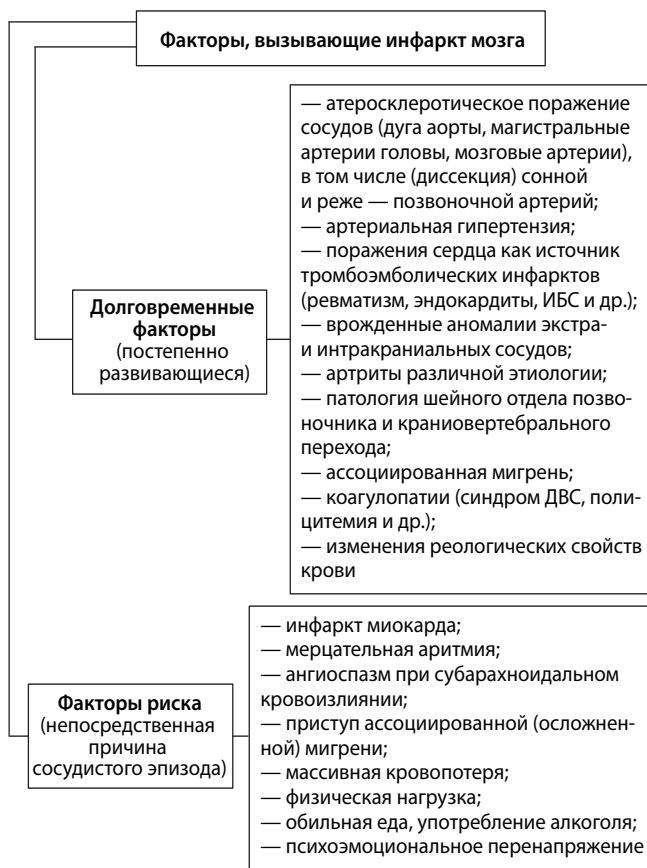 Факторы, вызывающие инфаркт мозга
Долговременные
факторы
(постепенно
развивающиеся)
— атеросклеротическое поражение
сосудов (дуга аорты, магистральные
артерии головы, мозговые артерии),
в том числе (диссекция) сонной
и реже — позвоночной артерий;
— артериальная гипертензия;
— поражения сердца как источник
тромбоэмболических инфарктов
(ревматизм, эндокардиты, ИБС и др.);
— врожденные аномалии экстра-
и интракраниальных сосудов;
— артриты различной этиологии;
— патология шейного отдела позво-
ночника и краниовертебрального
перехода;
— ассоциированная мигрень;
— коагулопатии (синдром ДВС, поли-
цитемия и др.);
— изменения реологических свойств
крови
Факторы риска
(непосредственная
причина
сосудистого эпизода)
— инфаркт миокарда;
— мерцательная аритмия;
— ангиоспазм при субарахноидальном
кровоизлиянии;
— приступ ассоциированной (осложнен-
ной) мигрени;
— массивная кровопотеря;
— физическая нагрузка;
— обильная еда, употребление алкоголя;
— психоэмоциональное перенапряжение